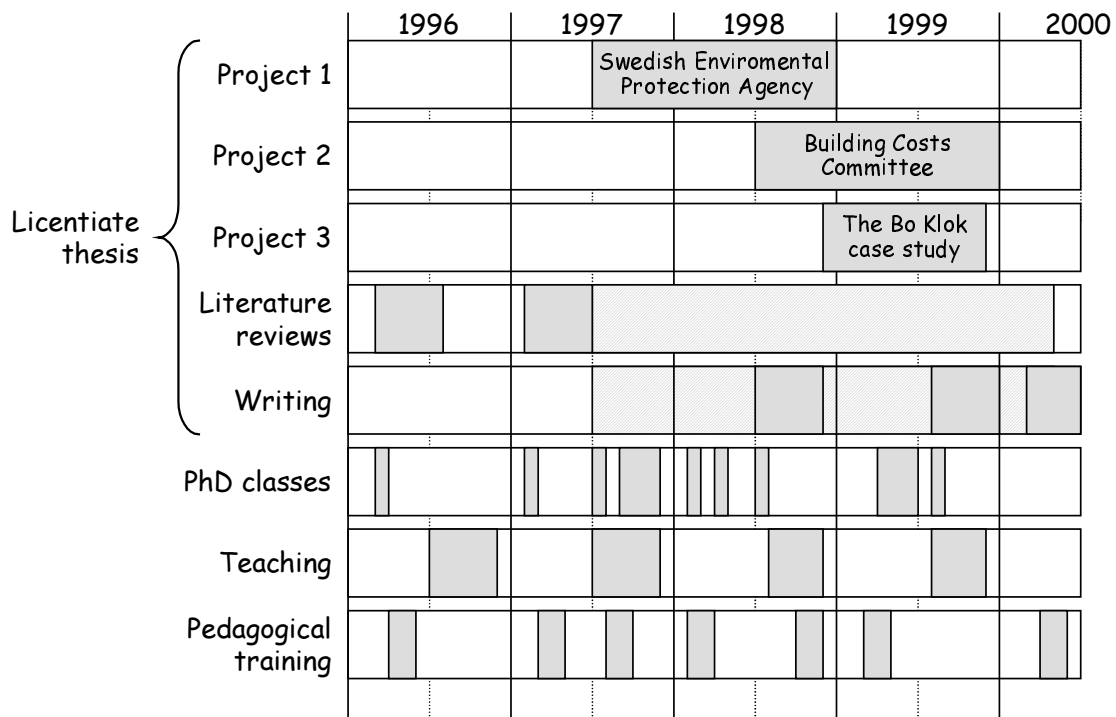 1996 1997 1998 1999 2000
Project 1
Swedish Enviromental
Protection Agency
Project 2
Building Costs
Committee
Project 3
The Bo Klok
case study
Licentiate
thesis
Literature
reviews
Writing
PhD classes
Teaching
Pedagogical
training